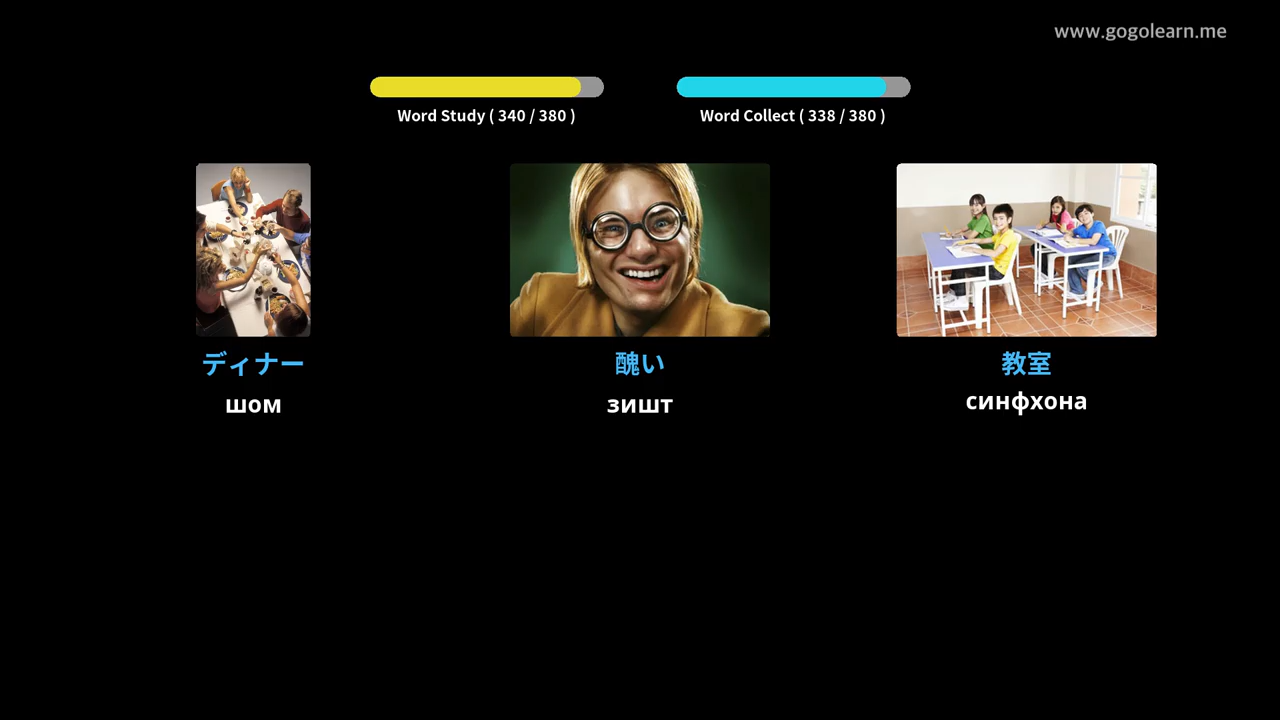 www.gogolearn.me
Word Study ( 340 / 380 )
Word Collect ( 338 / 380 )
ディナー
шом
醜い
зишт
教室
синфхона